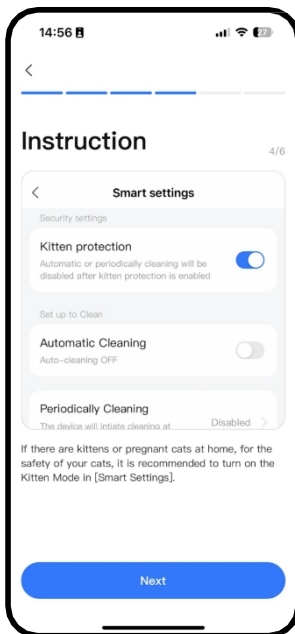 14:56
27
Instruction
4/6
Smart settings
Security settings
Kitten protection
Automatic or periodically cleaning will be
disabled after kitten protection is enabled
Set up to Clean
Automatic Cleaning
Auto-cleaning OFF
Periodically Cleaning
The device will intiate cleaning at
Disabled
If there are kittens or pregnant cats at home, for the
safety of your cats, it is recommended to turn on the
Kitten Mode in [Smart Settings].
Next